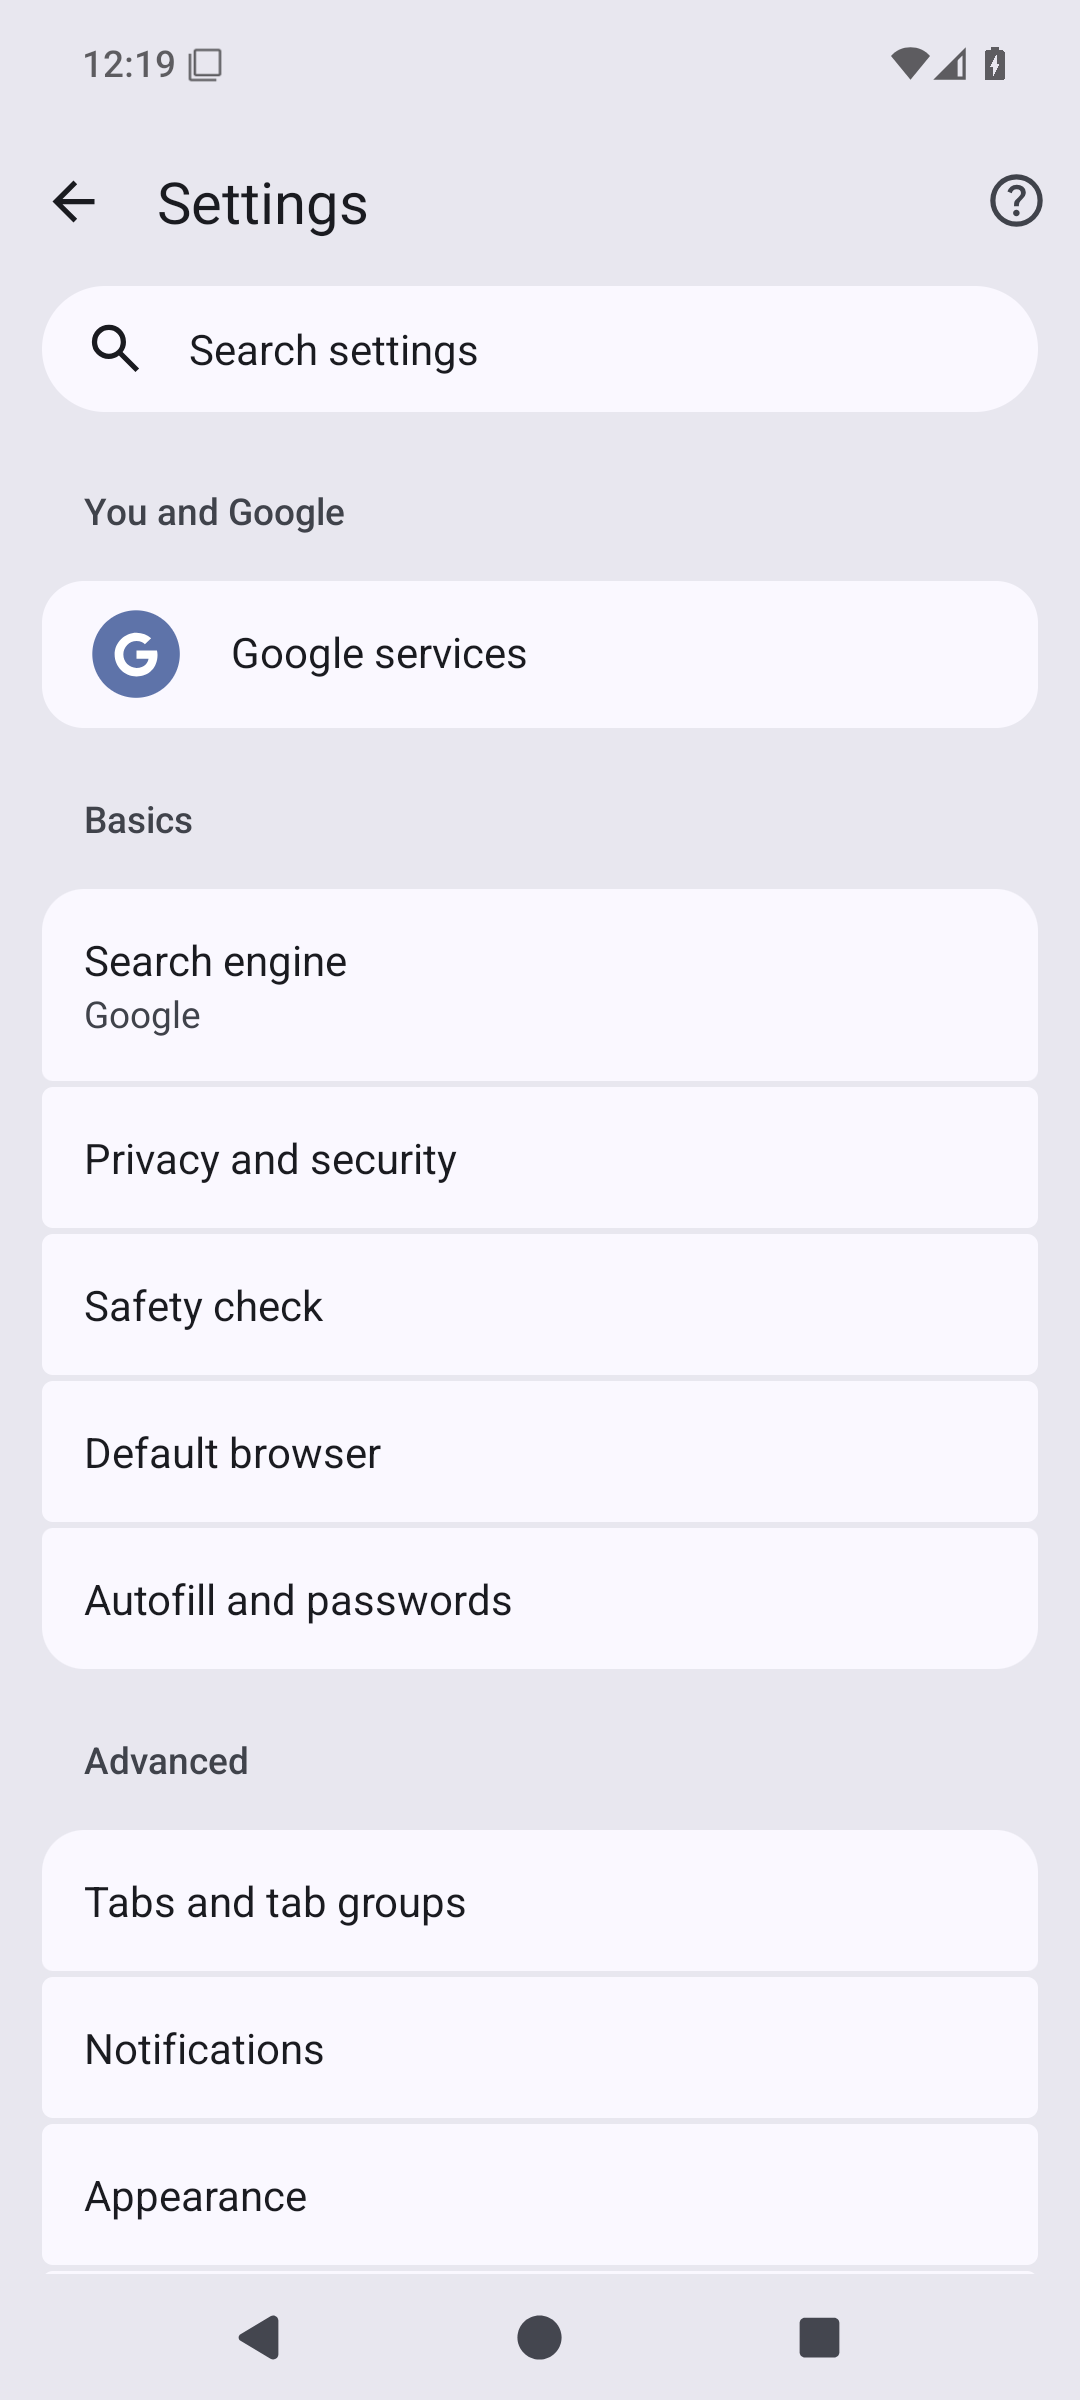 12:19
Settings
Search settings
You and Google
Google services
Basics
Search engine
Google
Privacy and security
Safety check
Default browser
Autofill and passwords
Advanced
Tabs and tab groups
Notifications
Appearance